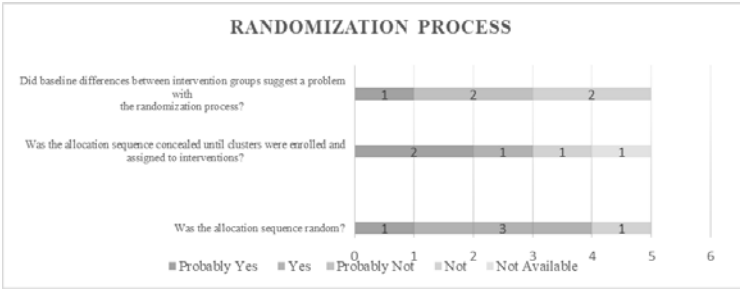 RANDOMIZATION PROCESS
Did baseline differences between intervention groups suggest a problem
with
the randomization process?
1 2 2
Was the allocation sequence concealed until clusters were enrolled and
assigned to interventions?
2 1 1 1
Was the allocation sequence random?
1 3 1
0 1 2 3 4 5 6
Probably Yes Yes Probably Not Not Not Available